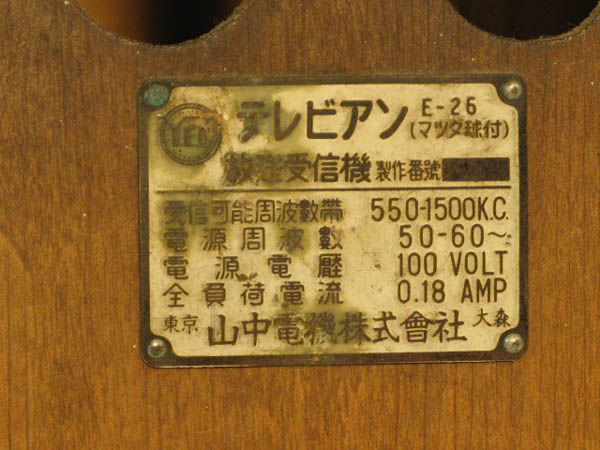 テレビアン E-26
(マツダ球付)
放送受信機 製作番號
受信可能周波數帶 550-1500K.C.
電源周波數 50-60～
電源電壓 100 VOLT
全負荷電流 0.18 AMP
東京 山中電機株式會社 大森